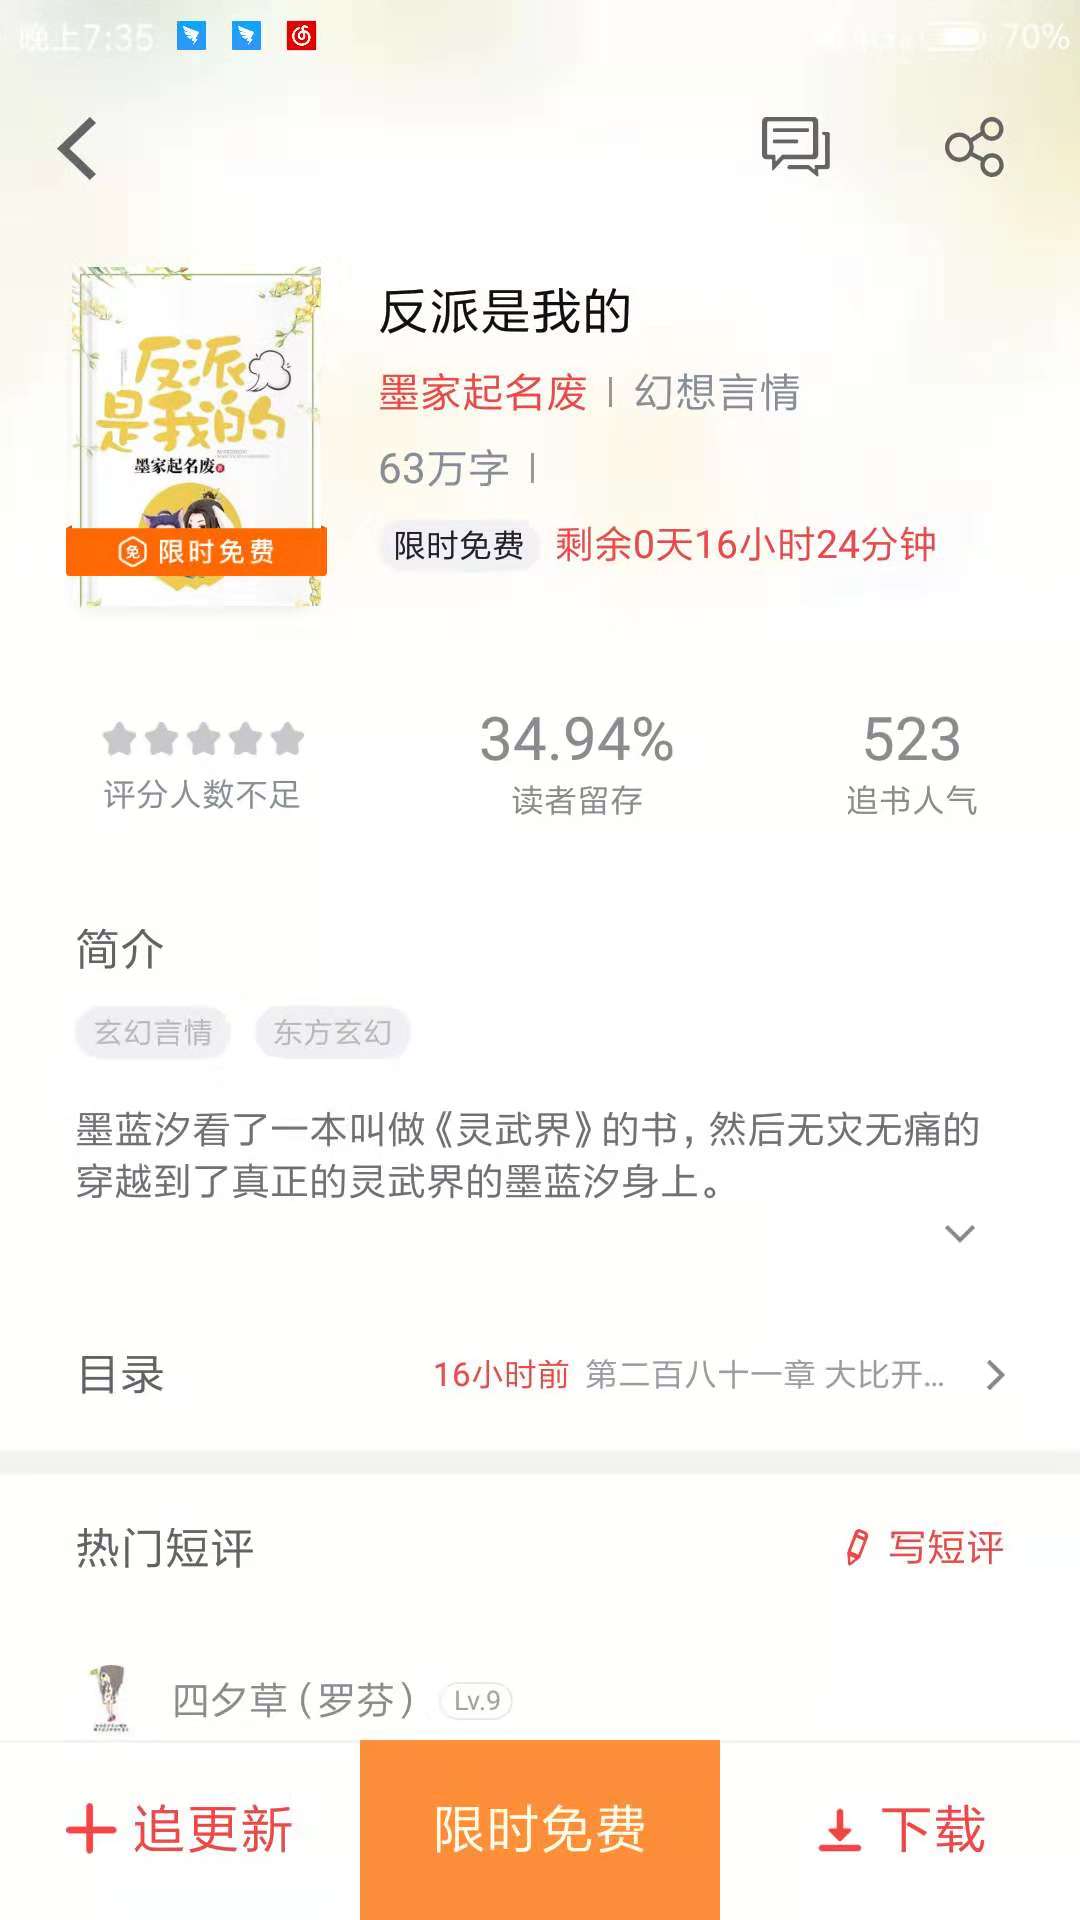 晚上7:35
70%
反派
是我的
墨家起名废
限时免费
反派是我的
墨家起名废 | 幻想言情
63万字 |
限时免费 剩余0天16小时24分钟
34.94% 523
评分人数不足 读者留存 追书人气
简介
玄幻言情 东方玄幻
墨蓝汐看了一本叫做《灵武界》的书，然后无灾无痛的
穿越到了真正的灵武界的墨蓝汐身上。
目录 16小时前 第二百八十一章 大比开...
热门短评 写短评
四夕草（罗芬） Lv.9
追更新 限时免费 下载